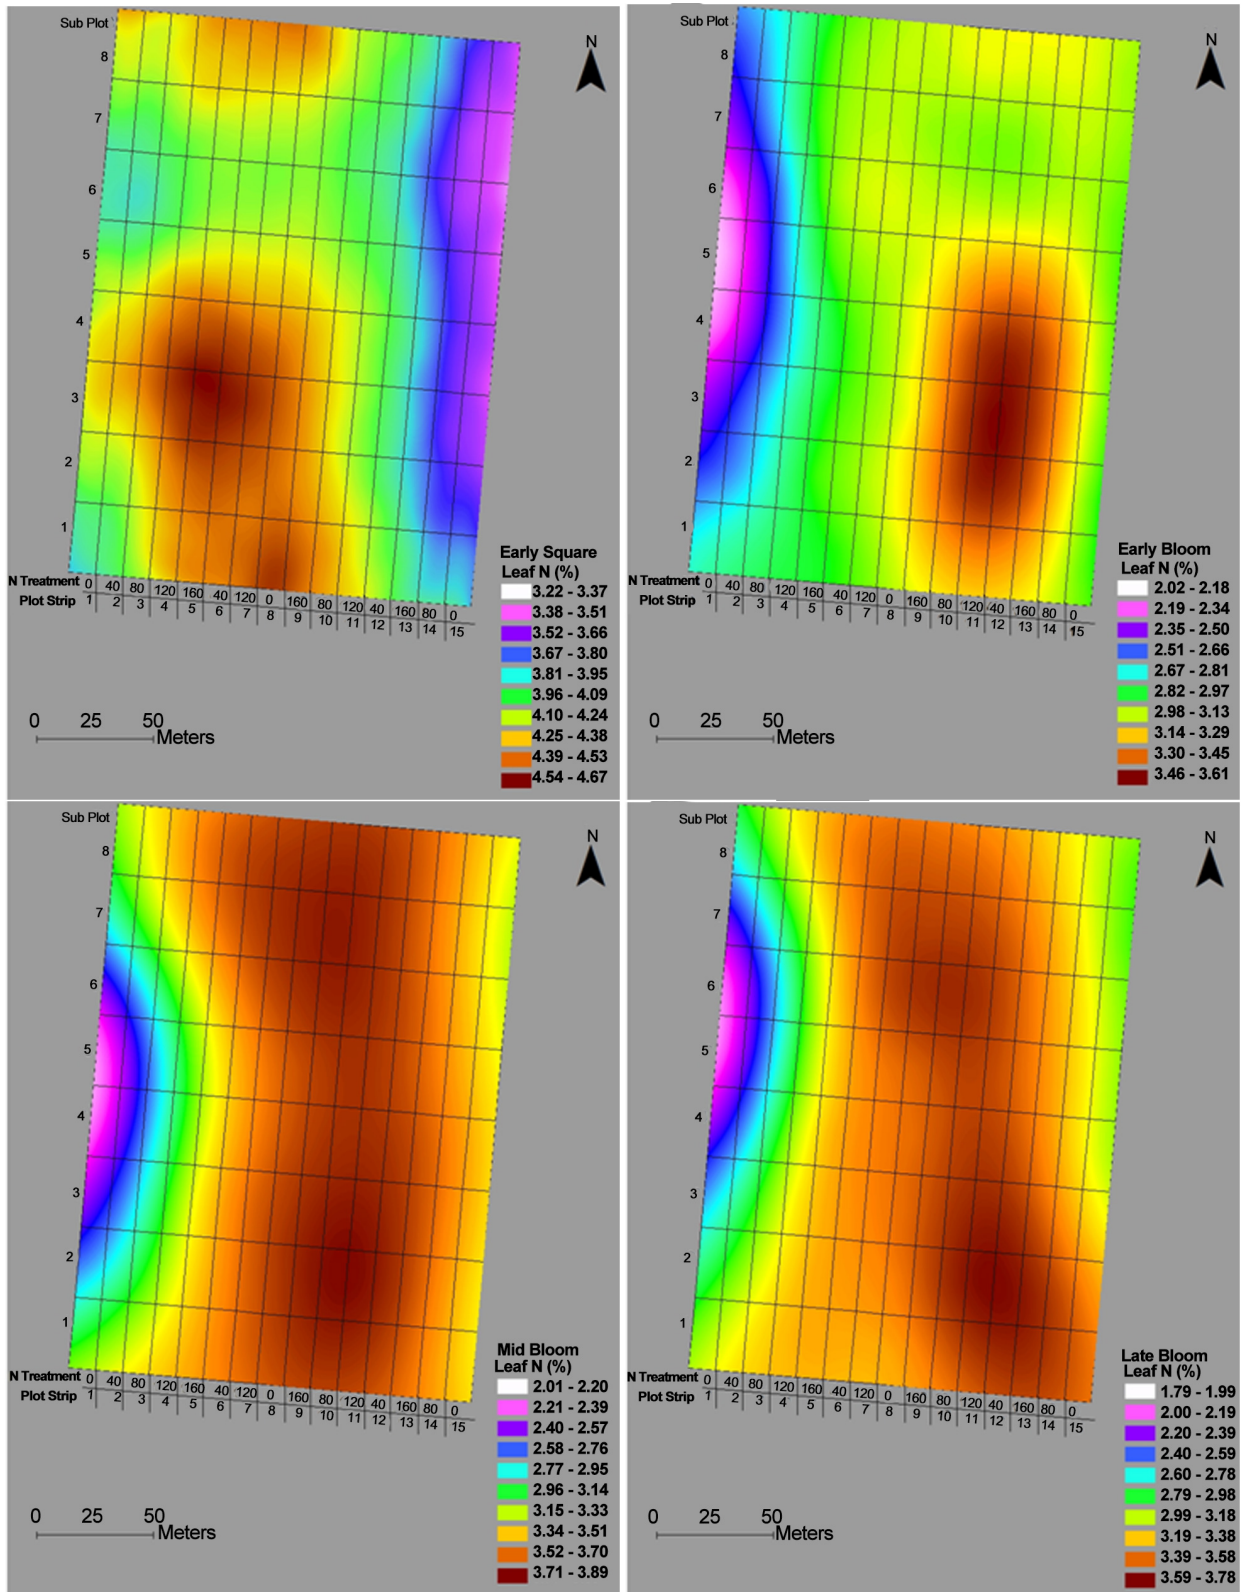 Sub Plot
N
8
7
6
5
4
3
2
1
N Treatment 0 40 80 120 160 40 120 0 160 80 120 40 160 80 0
Plot Strip 1 2 3 4 5 6 7 8 9 10 11 12 13 14 15
Early Square
Leaf N (%)
3.22 - 3.37
3.38 - 3.51
3.52 - 3.66
3.67 - 3.80
3.81 - 3.95
3.96 - 4.09
4.10 - 4.24
4.25 - 4.38
4.39 - 4.53
4.54 - 4.67
0 25 50
Meters
Sub Plot
N
8
7
6
5
4
3
2
1
N Treatment 0 40 80 120 160 40 120 0 160 80 120 40 160 80 0
Plot Strip 1 2 3 4 5 6 7 8 9 10 11 12 13 14 15
Early Bloom
Leaf N (%)
2.02 - 2.18
2.19 - 2.34
2.35 - 2.50
2.51 - 2.66
2.67 - 2.81
2.82 - 2.97
2.98 - 3.13
3.14 - 3.29
3.30 - 3.45
3.46 - 3.61
0 25 50
Meters
Sub Plot
N
8
7
6
5
4
3
2
1
N Treatment 0 40 80 120 160 40 120 0 160 80 120 40 160 80 0
Plot Strip 1 2 3 4 5 6 7 8 9 10 11 12 13 14 15
Mid Bloom
Leaf N (%)
2.01 - 2.20
2.21 - 2.39
2.40 - 2.57
2.58 - 2.76
2.77 - 2.95
2.96 - 3.14
3.15 - 3.33
3.34 - 3.51
3.52 - 3.70
3.71 - 3.89
0 25 50
Meters
Sub Plot
N
8
7
6
5
4
3
2
1
N Treatment 0 40 80 120 160 40 120 0 160 80 120 40 160 80 0
Plot Strip 1 2 3 4 5 6 7 8 9 10 11 12 13 14 15
Late Bloom
Leaf N (%)
1.79 - 1.99
2.00 - 2.19
2.20 - 2.39
2.40 - 2.59
2.60 - 2.78
2.79 - 2.98
2.99 - 3.18
3.19 - 3.38
3.39 - 3.58
3.59 - 3.78
0 25 50
Meters